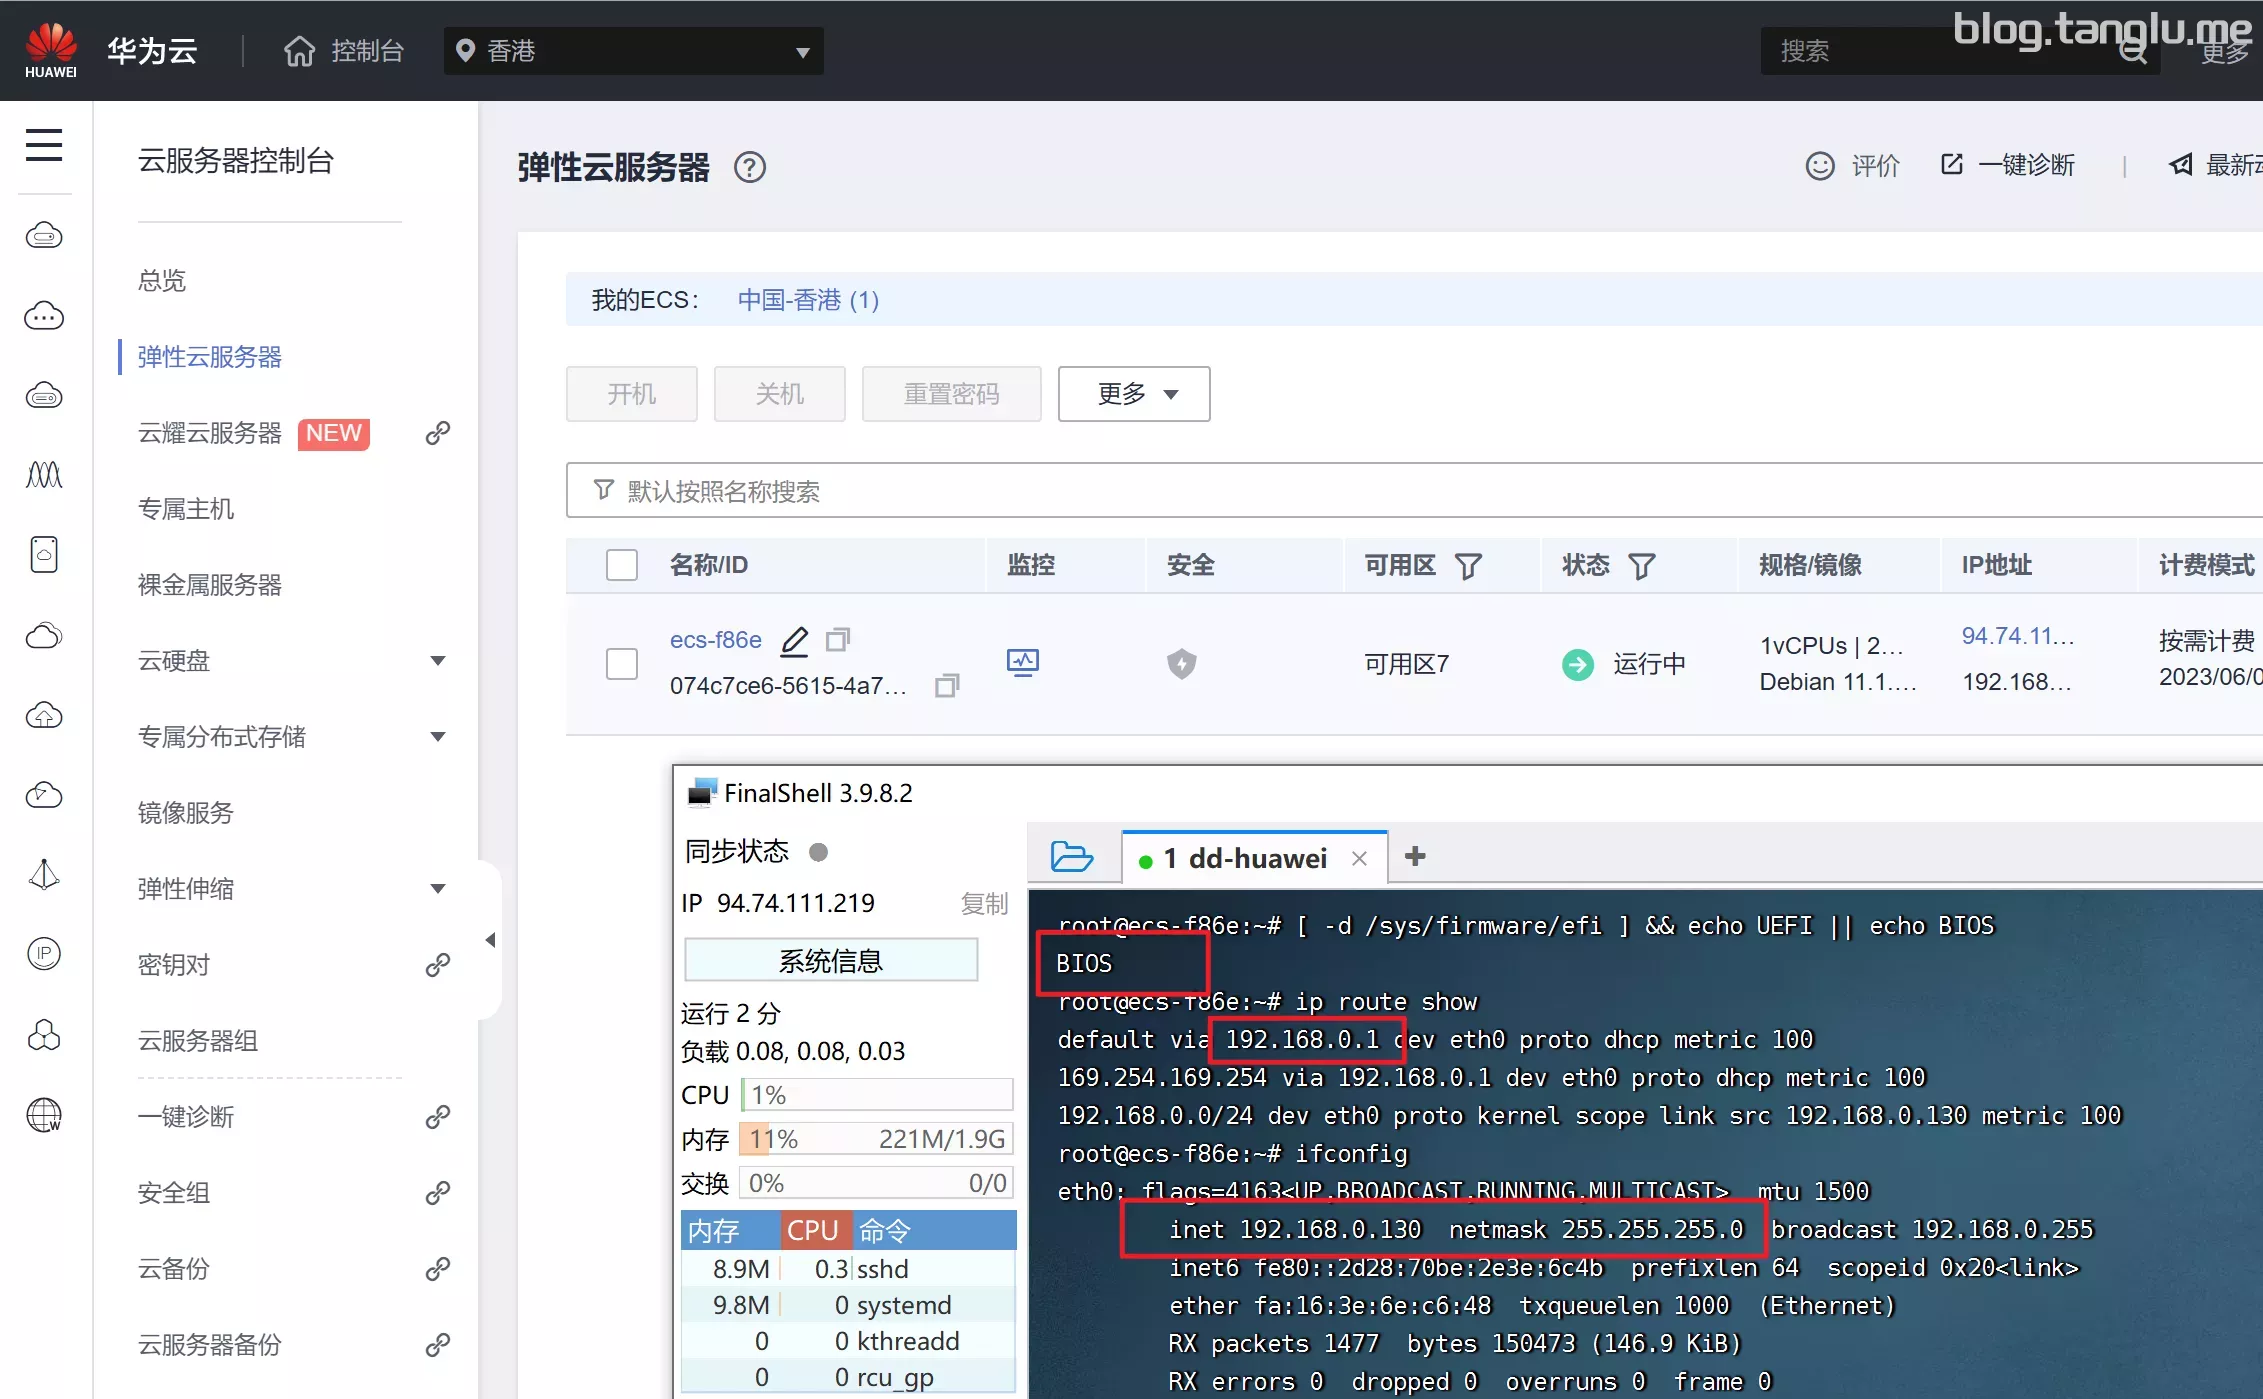 HUAWEI
华为云
控制台
香港
搜索
blog.tanglu.me
更多
云服务器控制台
总览
弹性云服务器
云耀云服务器 NEW
专属主机
裸金属服务器
云硬盘
专属分布式存储
镜像服务
弹性伸缩
密钥对
云服务器组
一键诊断
安全组
云备份
云服务器备份
IP
W
弹性云服务器 ?
评价 一键诊断 | 最新动
我的ECS： 中国-香港 (1)
开机 关机 重置密码 更多
默认按照名称搜索
名称/ID 监控 安全 可用区 状态 规格/镜像 IP地址 计费模式
ecs-f86e
074c7ce6-5615-4a7...
可用区7
运行中
1vCPUs | 2...
Debian 11.1....
94.74.11...
192.168...
按需计费
2023/06/0
FinalShell 3.9.8.2
同步状态
IP 94.74.111.219 复制
系统信息
运行 2 分
负载 0.08, 0.08, 0.03
CPU 1%
内存 11% 221M/1.9G
交换 0% 0/0
内存 CPU 命令
8.9M 0.3 sshd
9.8M 0 systemd
0 0 kthreadd
0 0 rcu_gp
1 dd-huawei
root@ecs-f86e:~# [ -d /sys/firmware/efi ] && echo UEFI || echo BIOS
BIOS
root@ecs-f86e:~# ip route show
default via 192.168.0.1 dev eth0 proto dhcp metric 100
169.254.169.254 via 192.168.0.1 dev eth0 proto dhcp metric 100
192.168.0.0/24 dev eth0 proto kernel scope link src 192.168.0.130 metric 100
root@ecs-f86e:~# ifconfig
eth0: flags=4163<UP,BROADCAST,RUNNING,MULTICAST> mtu 1500
inet 192.168.0.130 netmask 255.255.255.0 broadcast 192.168.0.255
inet6 fe80::2d28:70be:2e3e:6c4b prefixlen 64 scopeid 0x20<link>
ether fa:16:3e:6e:c6:48 txqueuelen 1000 (Ethernet)
RX packets 1477 bytes 150473 (146.9 KiB)
RX errors 0 dropped 0 overruns 0 frame 0